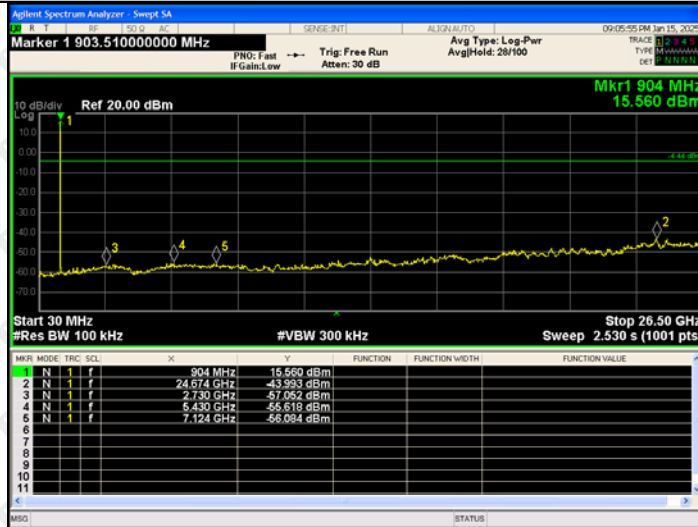 Agilent Spectrum Analyzer - Swept SA
R T RF 50 Ω AC SENSE:INT ALIGN AUTO 09:05:55 PM Jan 15, 2025
Marker 1 903.510000000 MHz
PNO: Fast Trig: Free Run Avg Type: Log-Pwr TRACE 1 2 3 4 5
IFGain:Low Atten: 30 dB Avg|Hold: 28/100 TYPE M
DET P N N N N
Mkr1 904 MHz
15.560 dBm
10 dB/div Ref 20.00 dBm
Log
10.0
0.00
-10.0
-20.0
-30.0
-40.0
-50.0
-60.0
-70.0
-4.44 dBm
1
2
3
4
5
Start 30 MHz Stop 26.50 GHz
#Res BW 100 kHz #VBW 300 kHz Sweep 2.530 s (1001 pts
MKR MODE TRC SCL X Y FUNCTION FUNCTION WIDTH FUNCTION VALUE
1 N 1 f 904 MHz 15.560 dBm
2 N 1 f 24.674 GHz -43.993 dBm
3 N 1 f 2.730 GHz -57.052 dBm
4 N 1 f 5.430 GHz -55.618 dBm
5 N 1 f 7.124 GHz -56.084 dBm
6
7
8
9
10
11
MSG STATUS